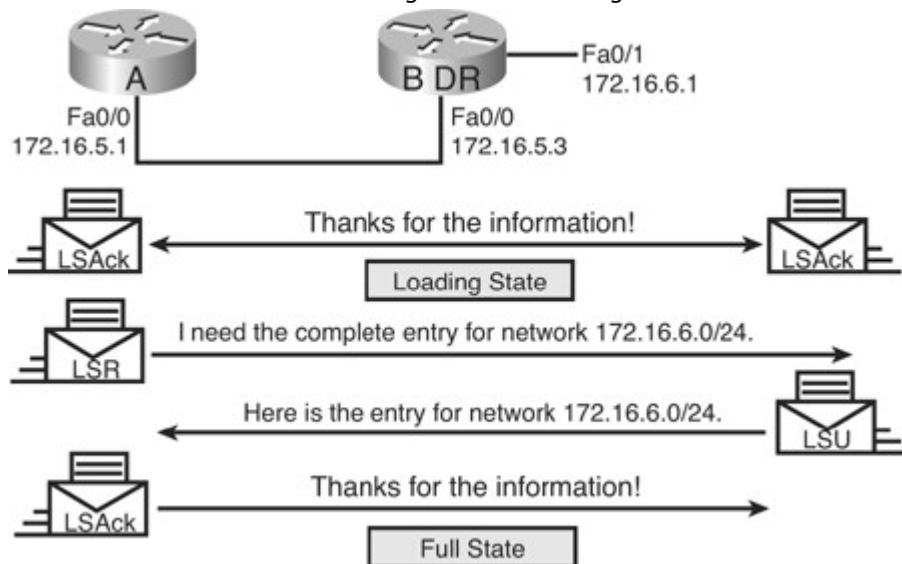 A
B DR
Fa0/1
172.16.6.1
Fa0/0
172.16.5.1
Fa0/0
172.16.5.3
Thanks for the information!
LSAck
LSAck
Loading State
I need the complete entry for network 172.16.6.0/24.
LSR
Here is the entry for network 172.16.6.0/24.
LSU
Thanks for the information!
LSAck
Full State